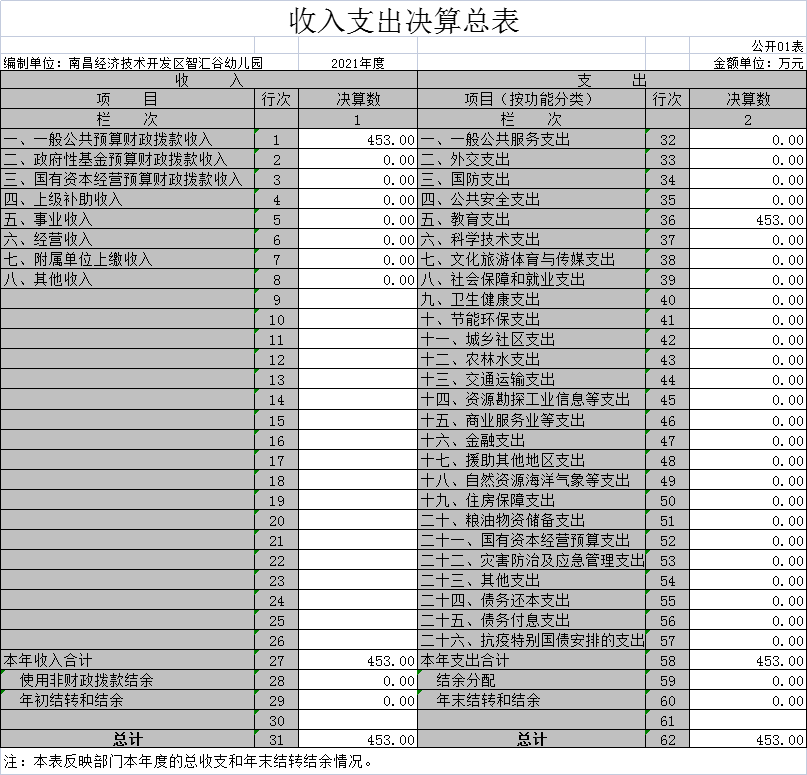 收入支出决算总表
公开01表
编制单位：南昌经济技术开发区智汇谷幼儿园 2021年度 金额单位：万元
收 入 支 出
项 目 行次 决算数 项目（按功能分类） 行次 决算数
栏 次 1 栏 次 2
一、一般公共预算财政拨款收入 1 453.00 一、一般公共服务支出 32 0.00
二、政府性基金预算财政拨款收入 2 0.00 二、外交支出 33 0.00
三、国有资本经营预算财政拨款收入 3 0.00 三、国防支出 34 0.00
四、上级补助收入 4 0.00 四、公共安全支出 35 0.00
五、事业收入 5 0.00 五、教育支出 36 453.00
六、经营收入 6 0.00 六、科学技术支出 37 0.00
七、附属单位上缴收入 7 0.00 七、文化旅游体育与传媒支出 38 0.00
八、其他收入 8 0.00 八、社会保障和就业支出 39 0.00
9 九、卫生健康支出 40 0.00
10 十、节能环保支出 41 0.00
11 十一、城乡社区支出 42 0.00
12 十二、农林水支出 43 0.00
13 十三、交通运输支出 44 0.00
14 十四、资源勘探工业信息等支出 45 0.00
15 十五、商业服务业等支出 46 0.00
16 十六、金融支出 47 0.00
17 十七、援助其他地区支出 48 0.00
18 十八、自然资源海洋气象等支出 49 0.00
19 十九、住房保障支出 50 0.00
20 二十、粮油物资储备支出 51 0.00
21 二十一、国有资本经营预算支出 52 0.00
22 二十二、灾害防治及应急管理支出 53 0.00
23 二十三、其他支出 54 0.00
24 二十四、债务还本支出 55 0.00
25 二十五、债务付息支出 56 0.00
26 二十六、抗疫特别国债安排的支出 57 0.00
本年收入合计 27 453.00 本年支出合计 58 453.00
使用非财政拨款结余 28 0.00 结余分配 59 0.00
年初结转和结余 29 0.00 年末结转和结余 60 0.00
30 61
总计 31 453.00 总计 62 453.00
注：本表反映部门本年度的总收支和年末结转结余情况。